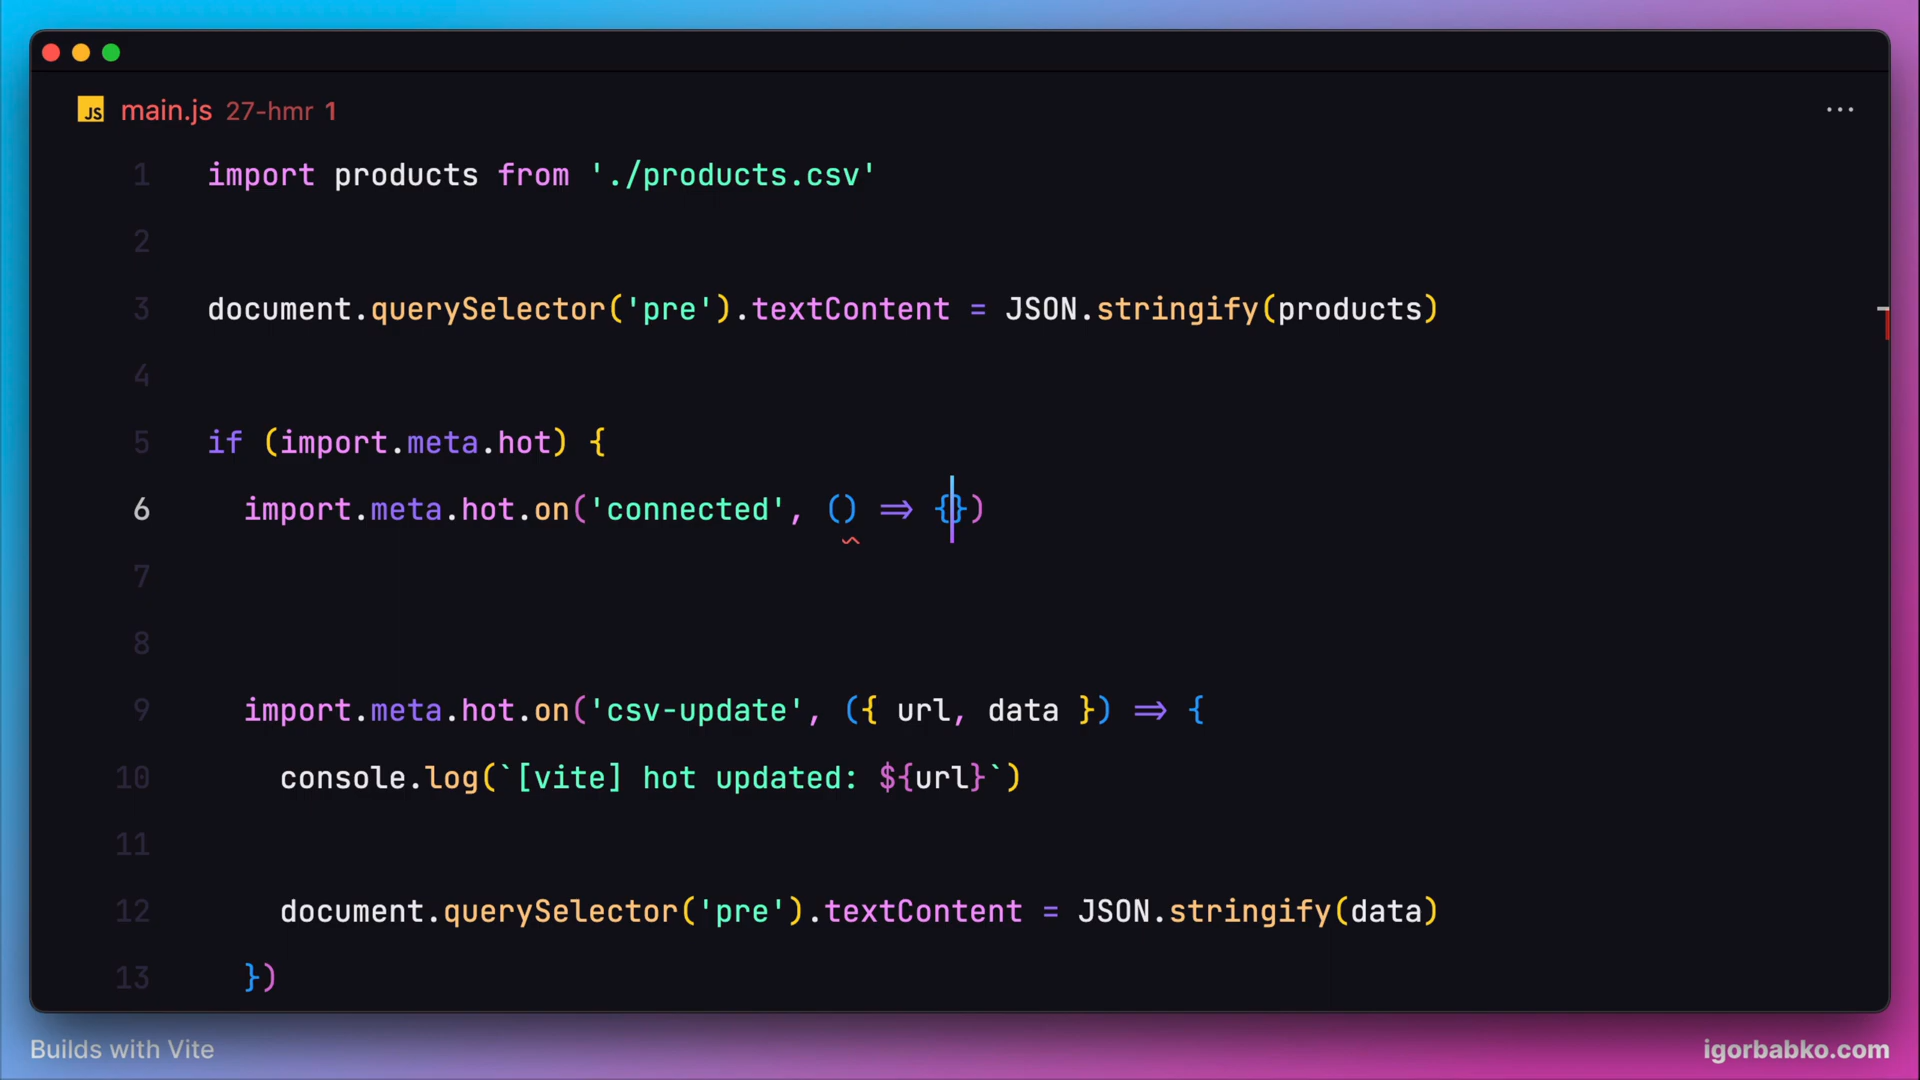 JS main.js 27-hmr 1
1 import products from './products.csv'
2
3 document.querySelector('pre').textContent = JSON.stringify(products)
4
5 if (import.meta.hot) {
6 import.meta.hot.on('connected', () => {})
7
8
9 import.meta.hot.on('csv-update', ({ url, data }) => {
10 console.log(`[vite] hot updated: ${url}`)
11
12 document.querySelector('pre').textContent = JSON.stringify(data)
13 })
Builds with Vite
igorbabko.com